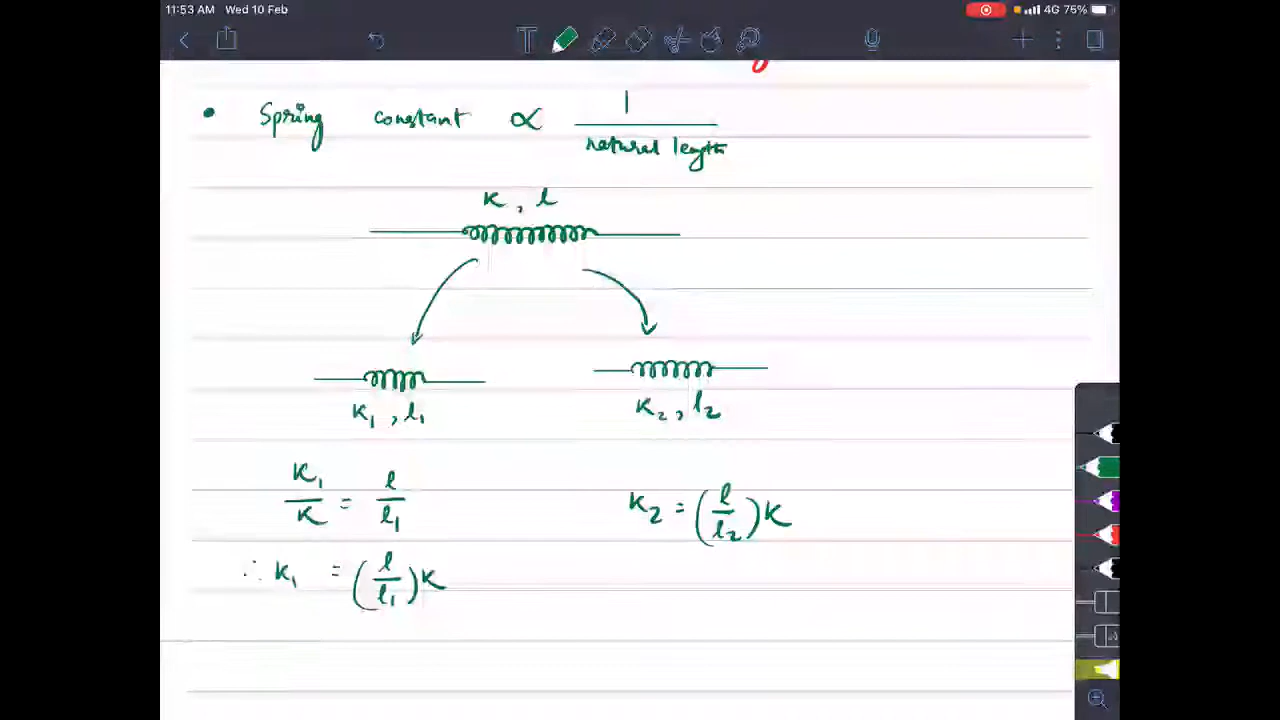 11:53 AM Wed 10 Feb
4G 75%
• Spring constant ∝ 1 / natural length
K, l
K₁, l₁
K₂, l₂
K₁/K = l/l₁
K₂ = (l/l₂)K
∴ K₁ = (l/l₁)K